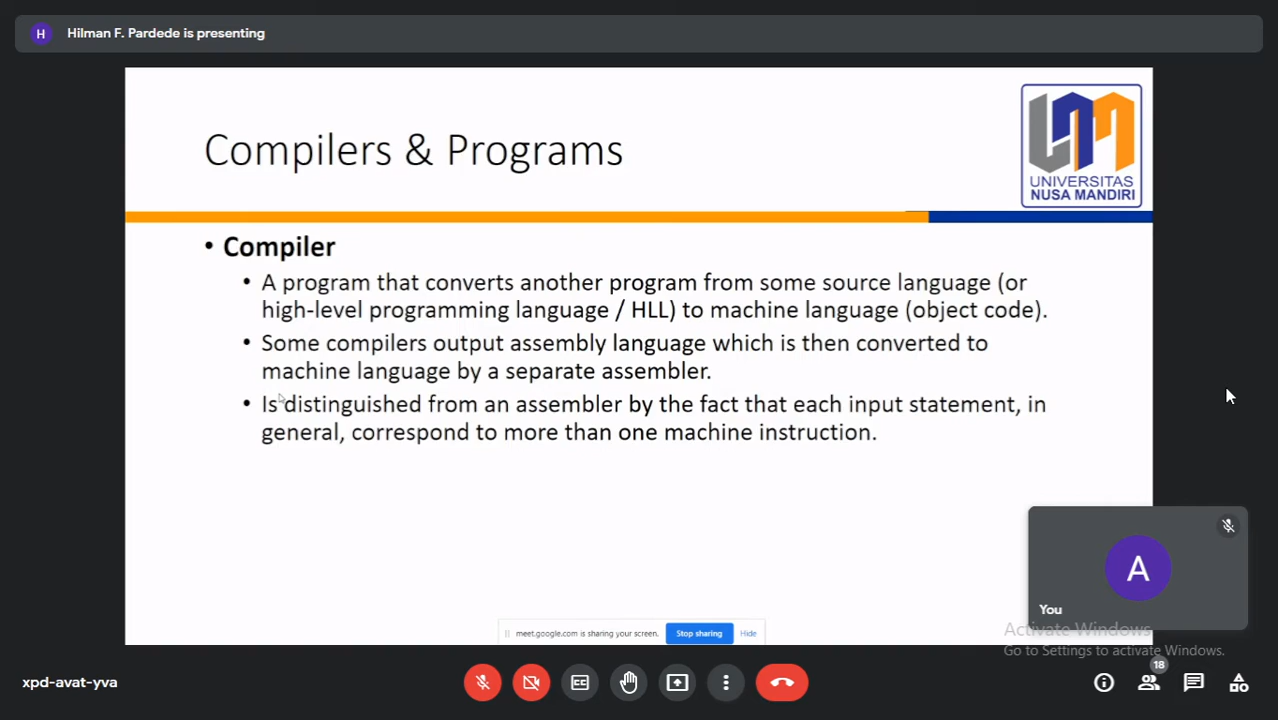 H Hilman F. Pardede is presenting
Compilers & Programs
UNIVERSITAS
NUSA MANDIRI
• Compiler
• A program that converts another program from some source language (or
high-level programming language / HLL) to machine language (object code).
• Some compilers output assembly language which is then converted to
machine language by a separate assembler.
• Is distinguished from an assembler by the fact that each input statement, in
general, correspond to more than one machine instruction.
A
You
Activate Windows
Go to Settings to activate Windows.
meet.google.com is sharing your screen. Stop sharing Hide
xpd-avat-yva
CC
18